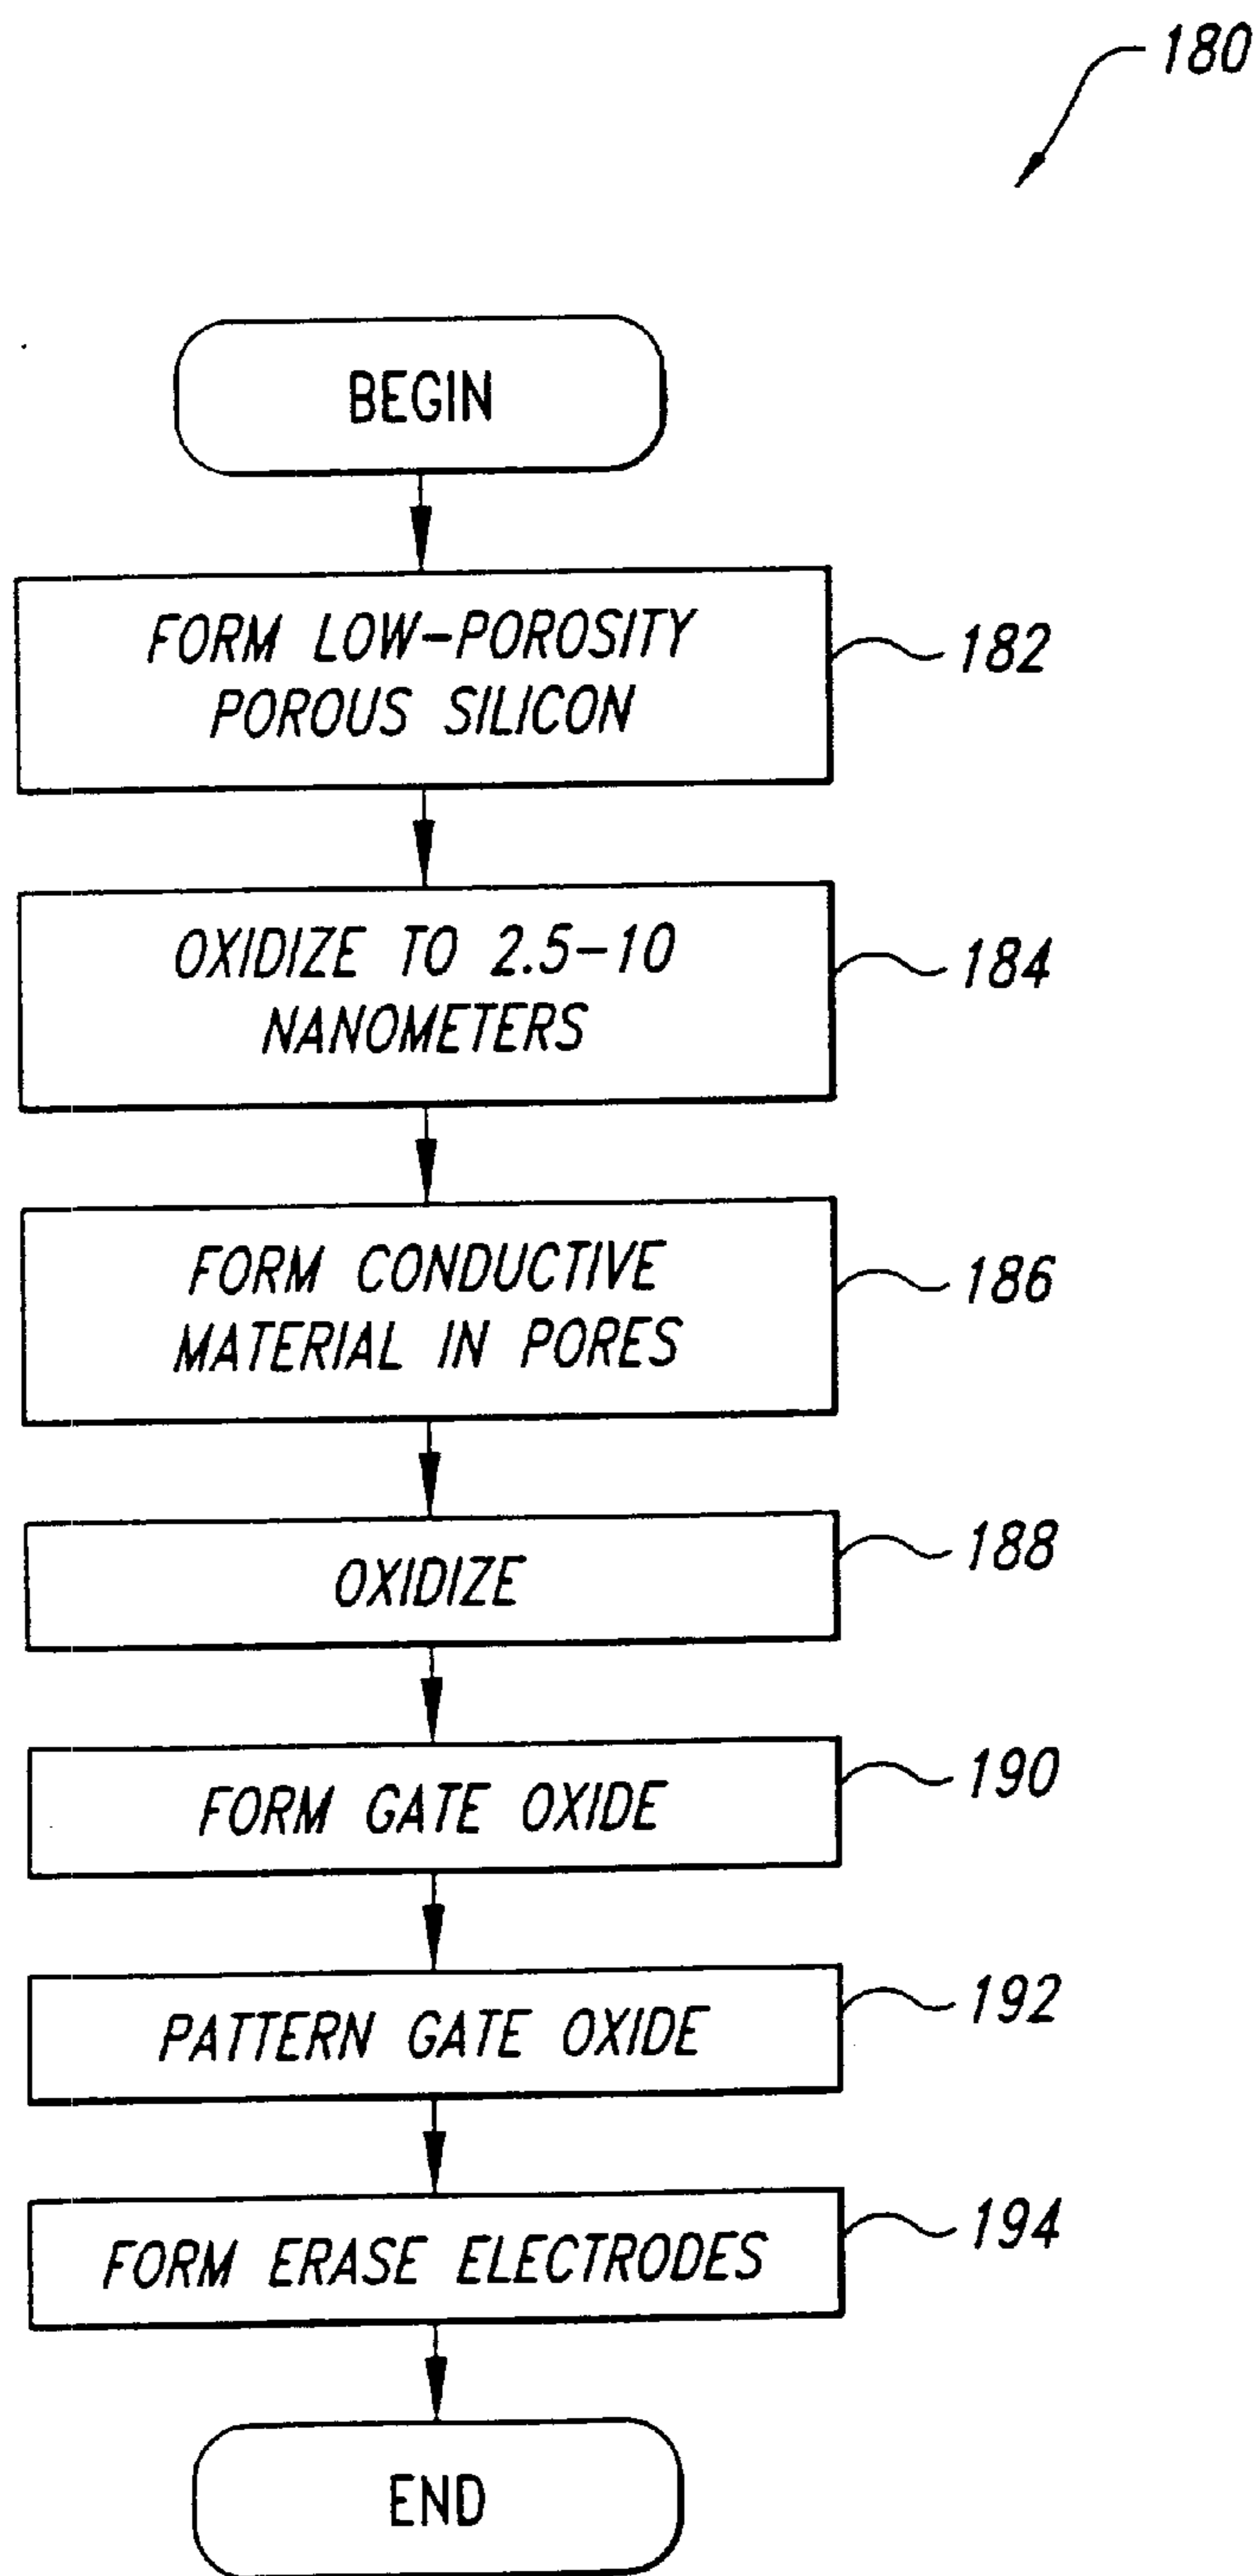 180
BEGIN
FORM LOW-POROSITY
POROUS SILICON
182
OXIDIZE TO 2.5-10
NANOMETERS
184
FORM CONDUCTIVE
MATERIAL IN PORES
186
OXIDIZE
188
FORM GATE OXIDE
190
PATTERN GATE OXIDE
192
FORM ERASE ELECTRODES
194
END